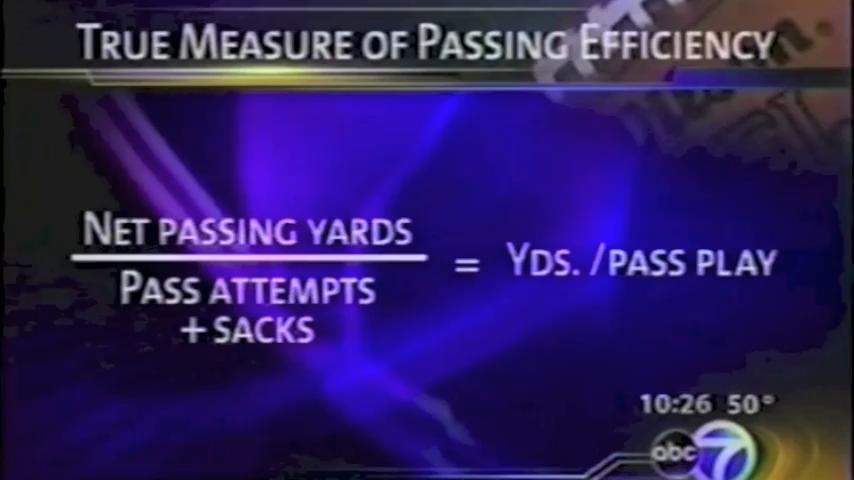 TRUE MEASURE OF PASSING EFFICIENCY
NET PASSING YARDS
PASS ATTEMPTS
+ SACKS
= YDS. / PASS PLAY
10:26 50°
abc 7